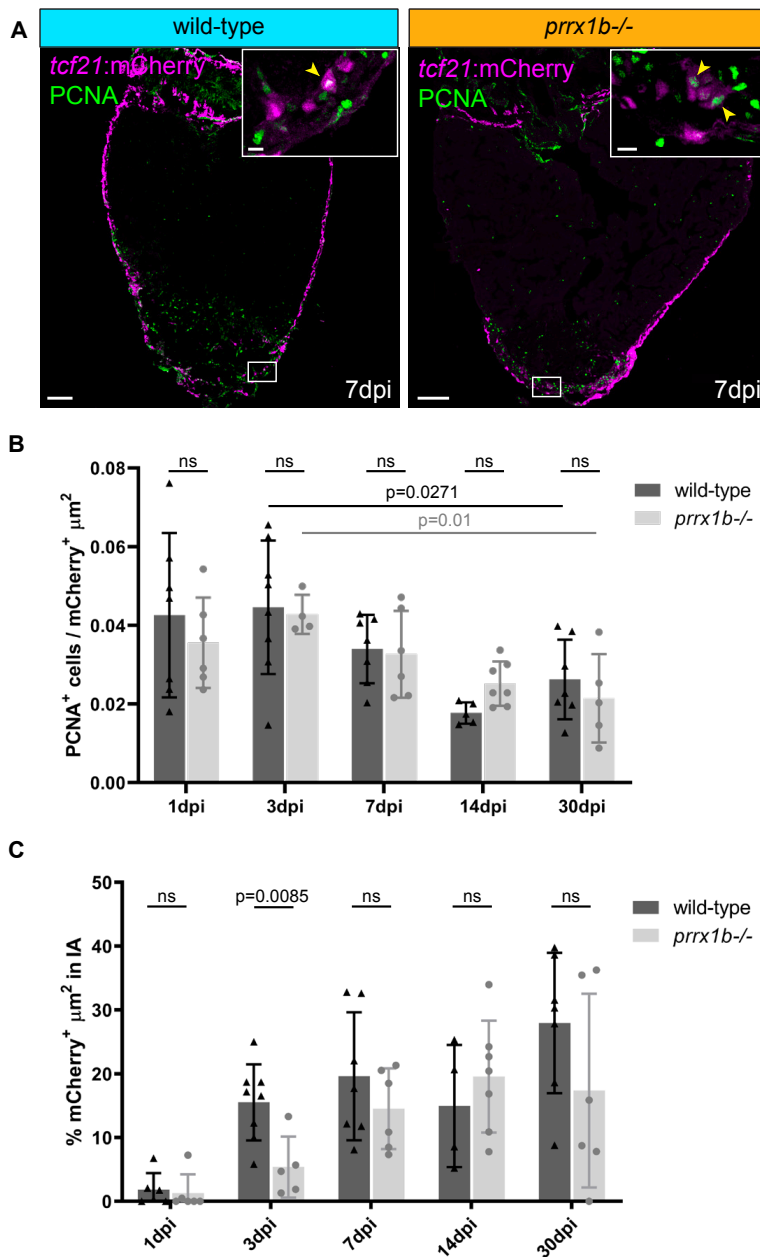 A
wild-type
prrx1b-/-
tcf21:mCherry
PCNA
7dpi
tcf21:mCherry
PCNA
7dpi
B
PCNA⁺ cells / mCherry⁺ µm²
0.08
0.06
0.04
0.02
0.00
ns
ns
ns
ns
ns
p=0.0271
p=0.01
wild-type
prrx1b-/-
1dpi
3dpi
7dpi
14dpi
30dpi
C
% mCherry⁺ µm² in IA
50
40
30
20
10
0
ns
p=0.0085
ns
ns
ns
wild-type
prrx1b-/-
1dpi
3dpi
7dpi
14dpi
30dpi